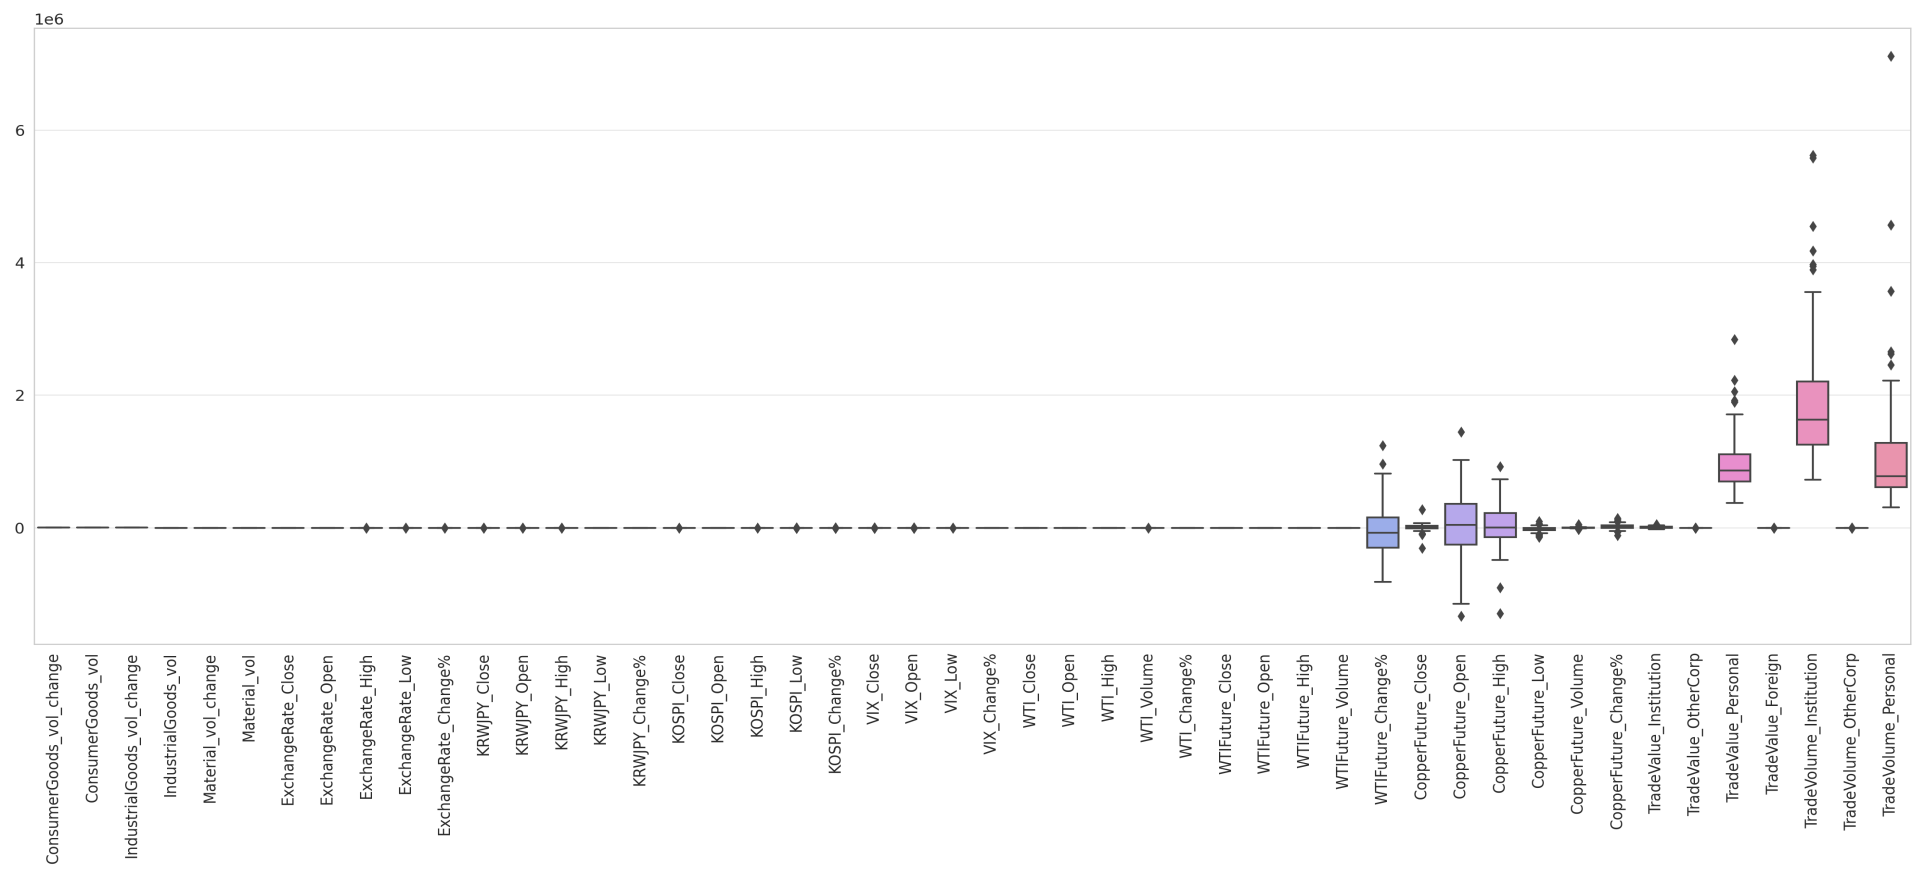 1e6
6
4
2
0
ConsumerGoods_vol_change
ConsumerGoods_vol
IndustrialGoods_vol_change
IndustrialGoods_vol
Material_vol_change
Material_vol
ExchangeRate_Close
ExchangeRate_Open
ExchangeRate_High
ExchangeRate_Low
ExchangeRate_Change%
KRWJPY_Close
KRWJPY_Open
KRWJPY_High
KRWJPY_Low
KRWJPY_Change%
KOSPI_Close
KOSPI_Open
KOSPI_High
KOSPI_Low
KOSPI_Change%
VIX_Close
VIX_Open
VIX_Low
VIX_Change%
WTI_Close
WTI_Open
WTI_High
WTI_Volume
WTI_Change%
WTIFuture_Close
WTIFuture_Open
WTIFuture_High
WTIFuture_Volume
WTIFuture_Change%
CopperFuture_Close
CopperFuture_Open
CopperFuture_High
CopperFuture_Low
CopperFuture_Volume
CopperFuture_Change%
TradeValue_Institution
TradeValue_OtherCorp
TradeValue_Personal
TradeValue_Foreign
TradeVolume_Institution
TradeVolume_OtherCorp
TradeVolume_Personal